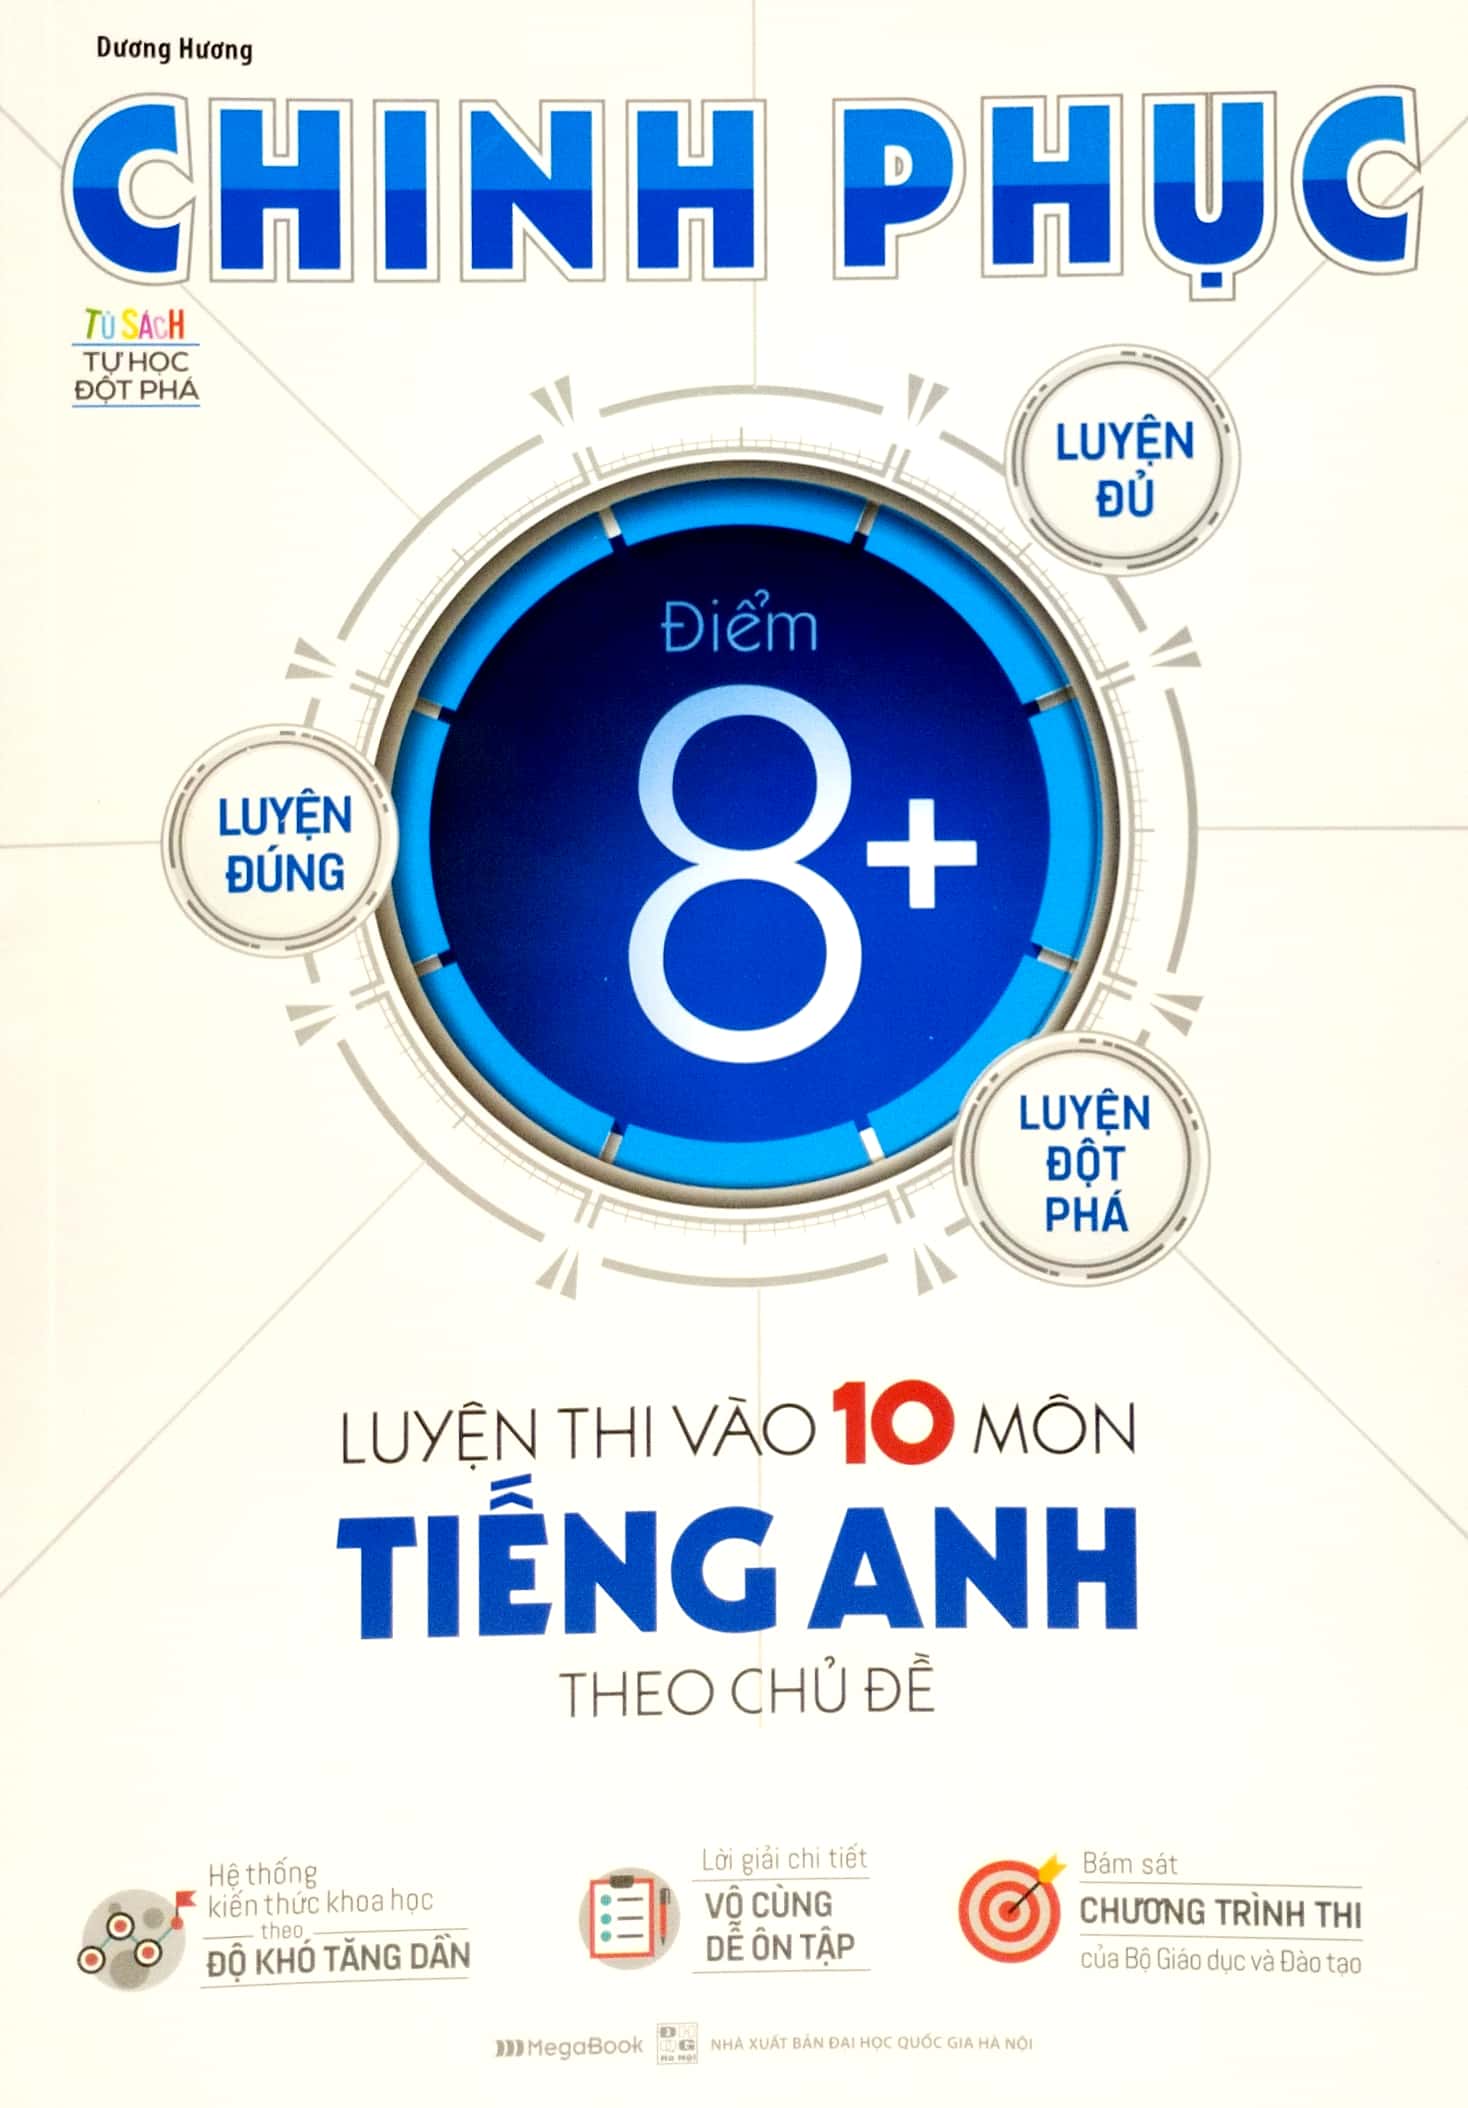 Dương Hương
CHINH PHỤC
TỦ SÁCH
TỰ HỌC
ĐỘT PHÁ
LUYỆN
ĐỦ
Điểm
8+
LUYỆN
ĐÚNG
LUYỆN
ĐỘT
PHÁ
LUYỆN THI VÀO 10 MÔN
TIẾNG ANH
THEO CHỦ ĐỀ
Hệ thống
kiến thức khoa học
theo
ĐỘ KHÓ TĂNG DẦN
Lời giải chi tiết
VÔ CÙNG
DỄ ÔN TẬP
Bám sát
CHƯƠNG TRÌNH THI
của Bộ Giáo dục và Đào tạo
MegaBook
NHÀ XUẤT BẢN ĐẠI HỌC QUỐC GIA HÀ NỘI